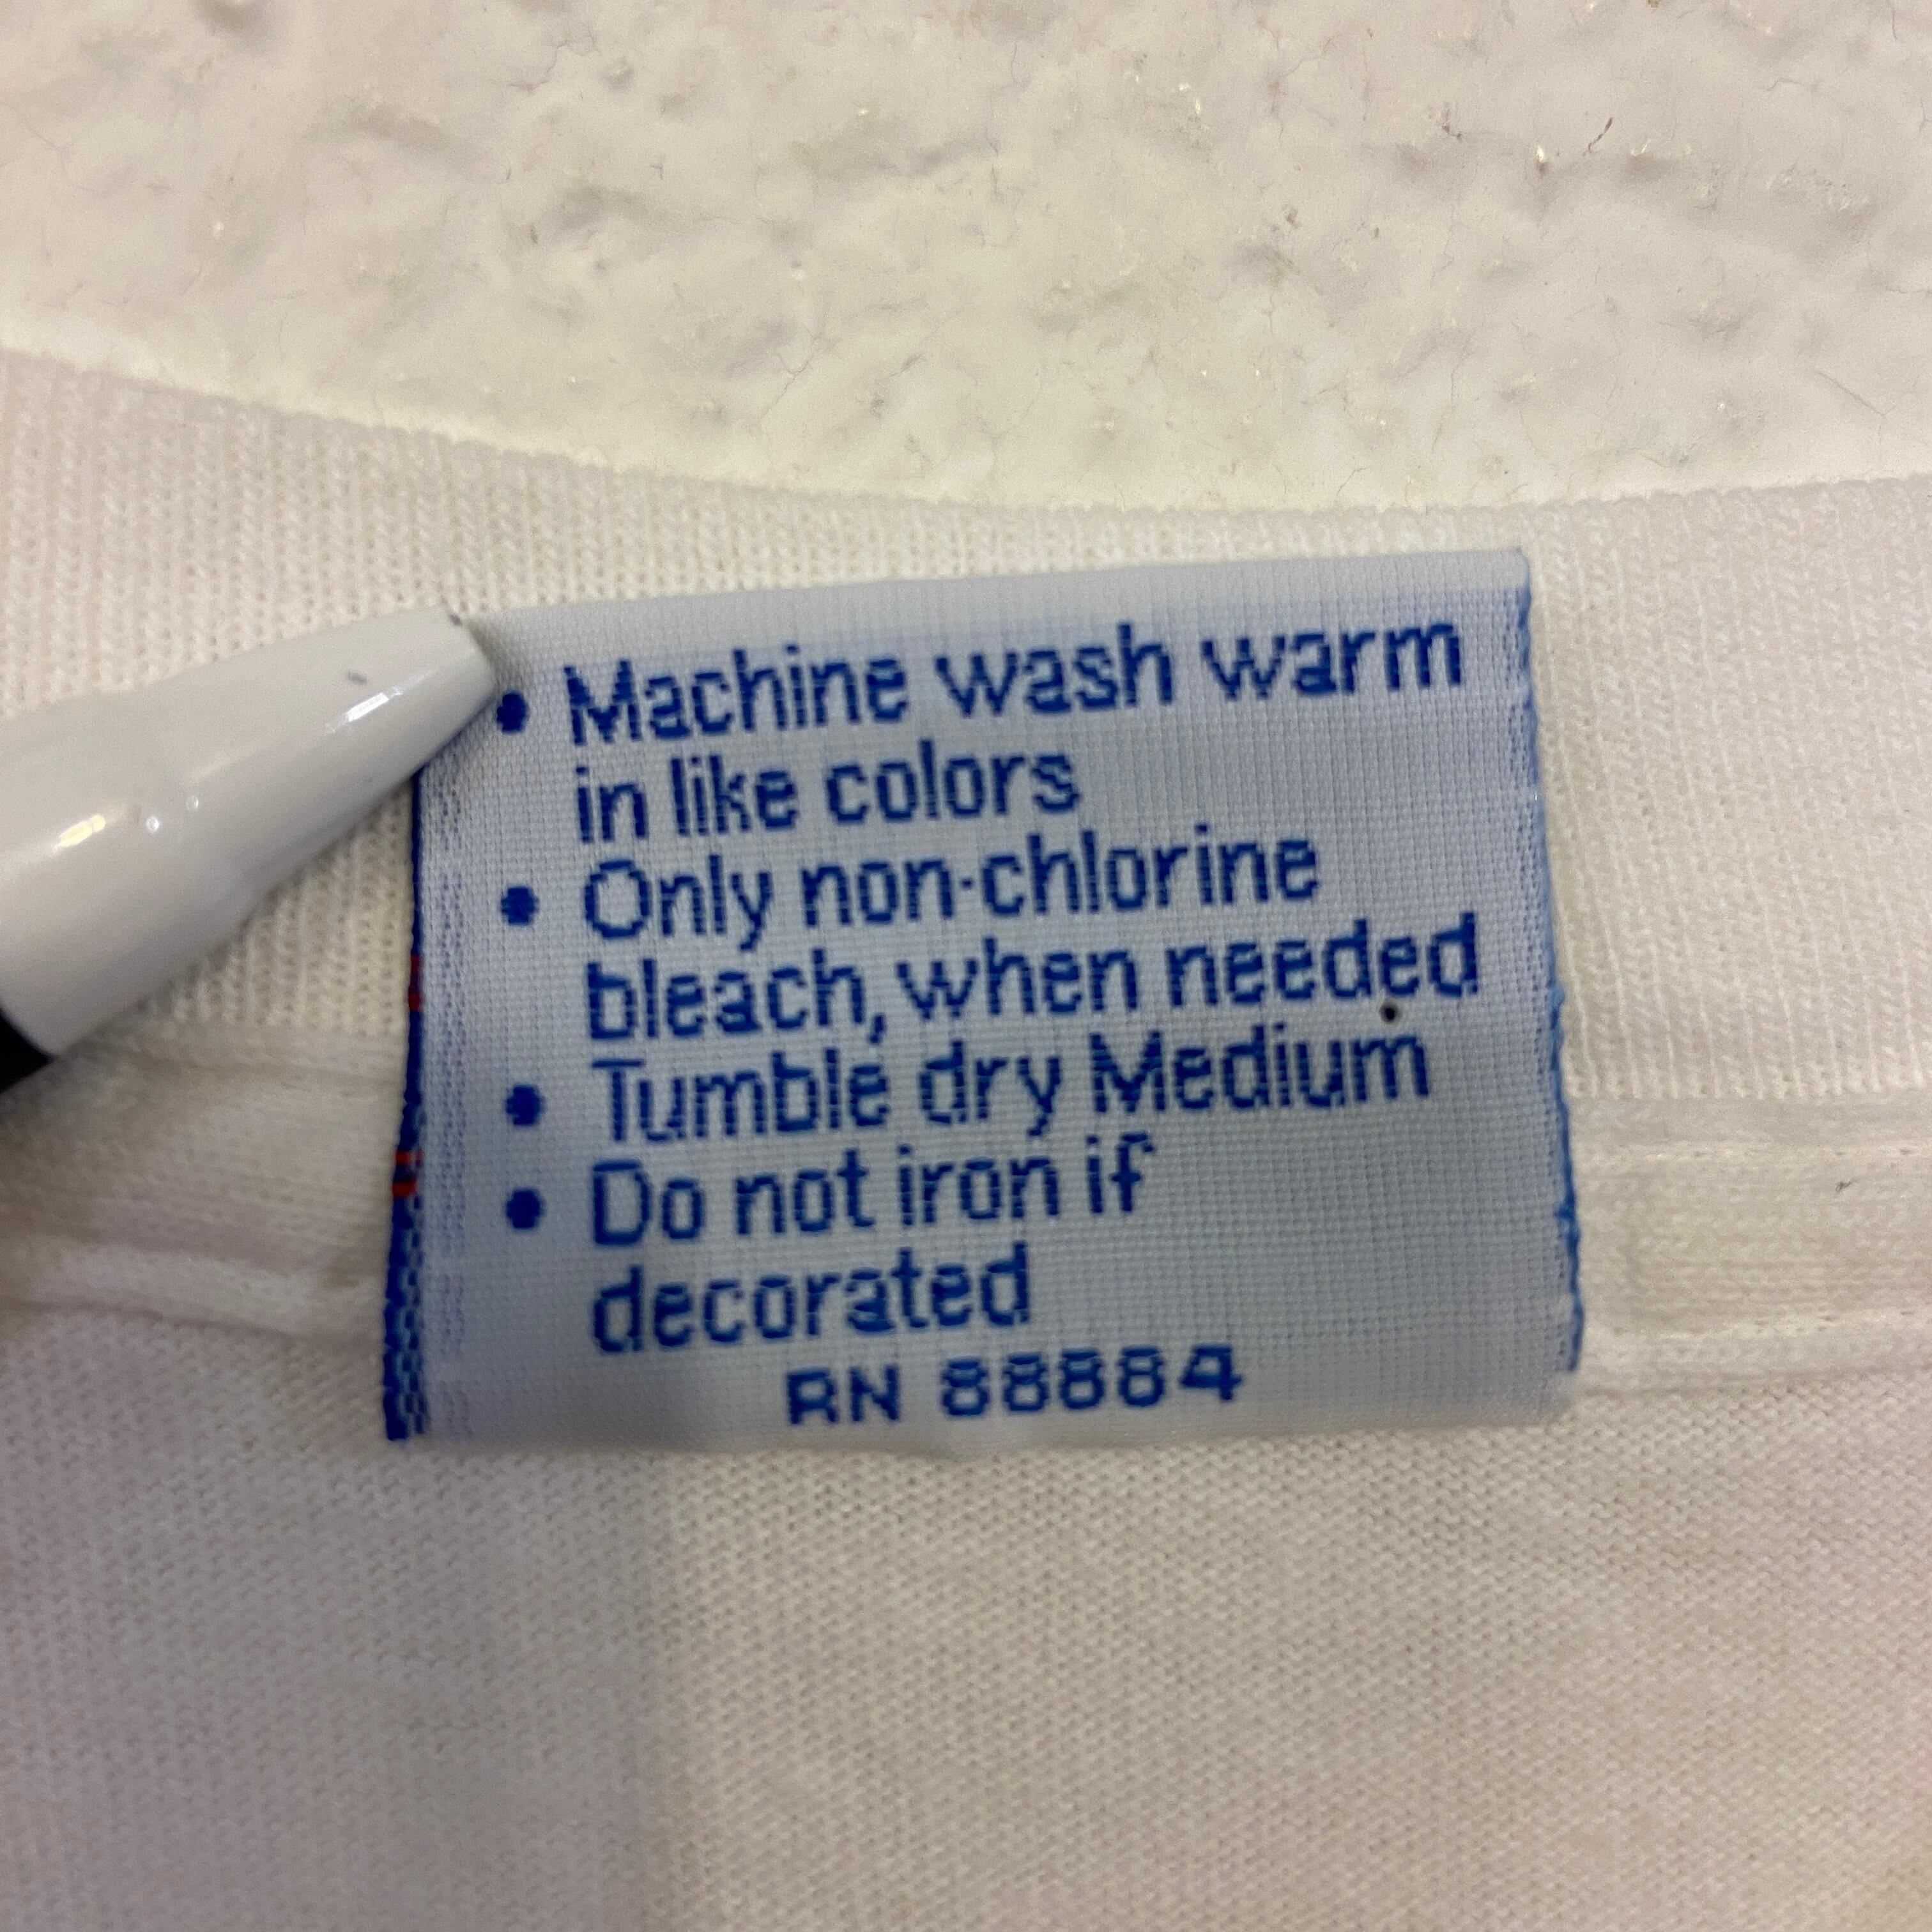 • Machine wash warm
in like colors
• Only non-chlorine
bleach, when needed
• Tumble dry Medium
• Do not iron if
decorated
RN 88884